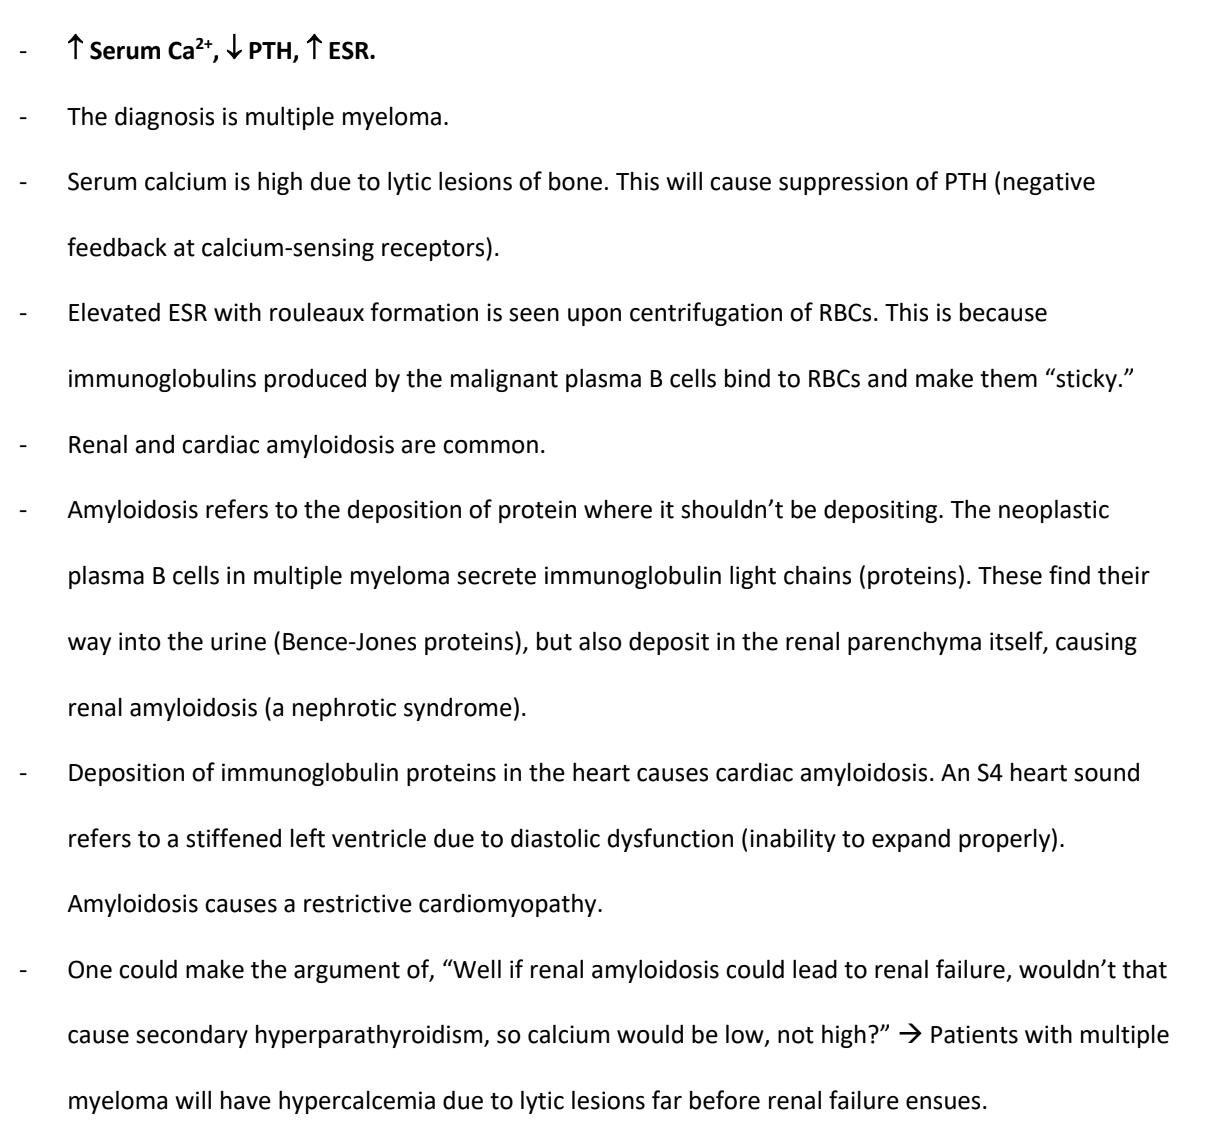 - ↑ Serum Ca²⁺, ↓ PTH, ↑ ESR.
- The diagnosis is multiple myeloma.
- Serum calcium is high due to lytic lesions of bone. This will cause suppression of PTH (negative
feedback at calcium-sensing receptors).
- Elevated ESR with rouleaux formation is seen upon centrifugation of RBCs. This is because
immunoglobulins produced by the malignant plasma B cells bind to RBCs and make them “sticky.”
- Renal and cardiac amyloidosis are common.
- Amyloidosis refers to the deposition of protein where it shouldn’t be depositing. The neoplastic
plasma B cells in multiple myeloma secrete immunoglobulin light chains (proteins). These find their
way into the urine (Bence-Jones proteins), but also deposit in the renal parenchyma itself, causing
renal amyloidosis (a nephrotic syndrome).
- Deposition of immunoglobulin proteins in the heart causes cardiac amyloidosis. An S4 heart sound
refers to a stiffened left ventricle due to diastolic dysfunction (inability to expand properly).
Amyloidosis causes a restrictive cardiomyopathy.
- One could make the argument of, “Well if renal amyloidosis could lead to renal failure, wouldn’t that
cause secondary hyperparathyroidism, so calcium would be low, not high?” → Patients with multiple
myeloma will have hypercalcemia due to lytic lesions far before renal failure ensues.